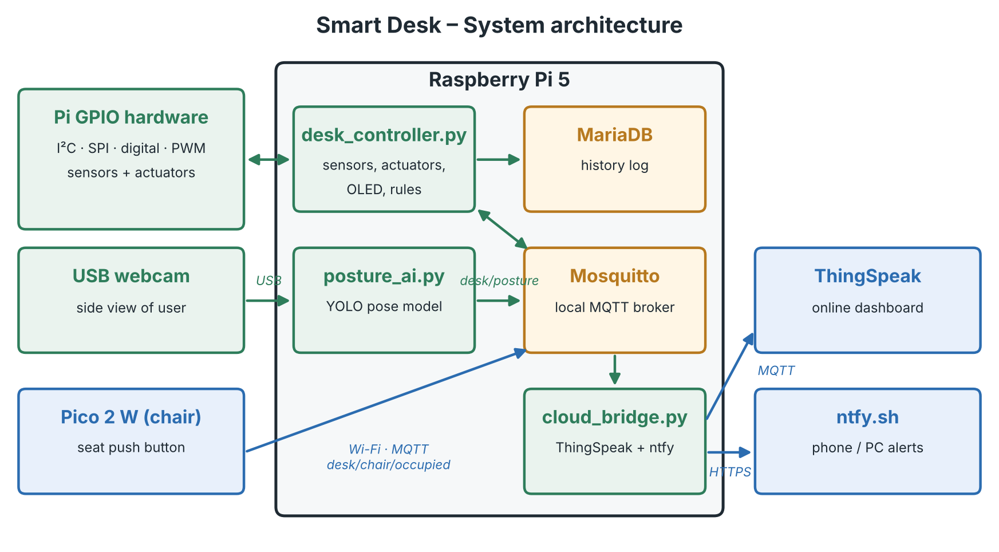 Smart Desk – System architecture
Raspberry Pi 5
Pi GPIO hardware
I²C · SPI · digital · PWM
sensors + actuators
desk_controller.py
sensors, actuators,
OLED, rules
MariaDB
history log
USB webcam
side view of user
USB
posture_ai.py
YOLO pose model
desk/posture
Mosquitto
local MQTT broker
ThingSpeak
online dashboard
MQTT
Pico 2 W (chair)
seat push button
Wi-Fi · MQTT
desk/chair/occupied
cloud_bridge.py
ThingSpeak + ntfy
HTTPS
ntfy.sh
phone / PC alerts